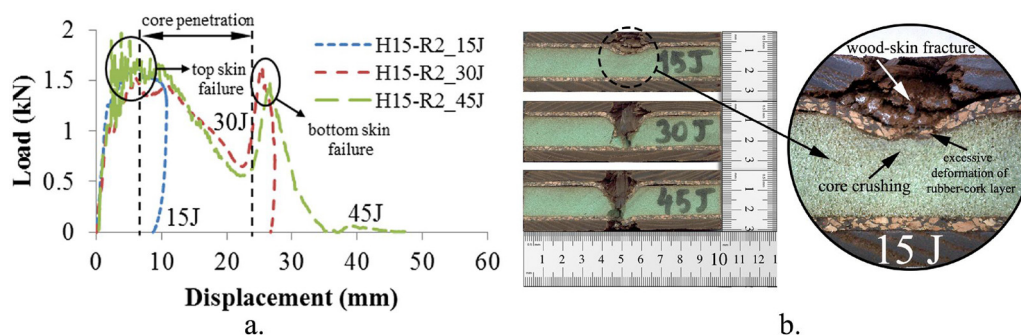 core penetration
2
1.5
1
0.5
0
Load (kN)
H15-R2_15J
H15-R2_30J
H15-R2_45J
top skin
failure
bottom skin
failure
30J
15J
45J
0 10 20 30 40 50 60
Displacement (mm)
a.
15J
30J
45J
1
2
1
2
1
2
3
1 2 3 4 5 6 7 8 9 10 11 12
wood-skin fracture
core crushing
excessive
deformation of
rubber-cork layer
15 J
b.